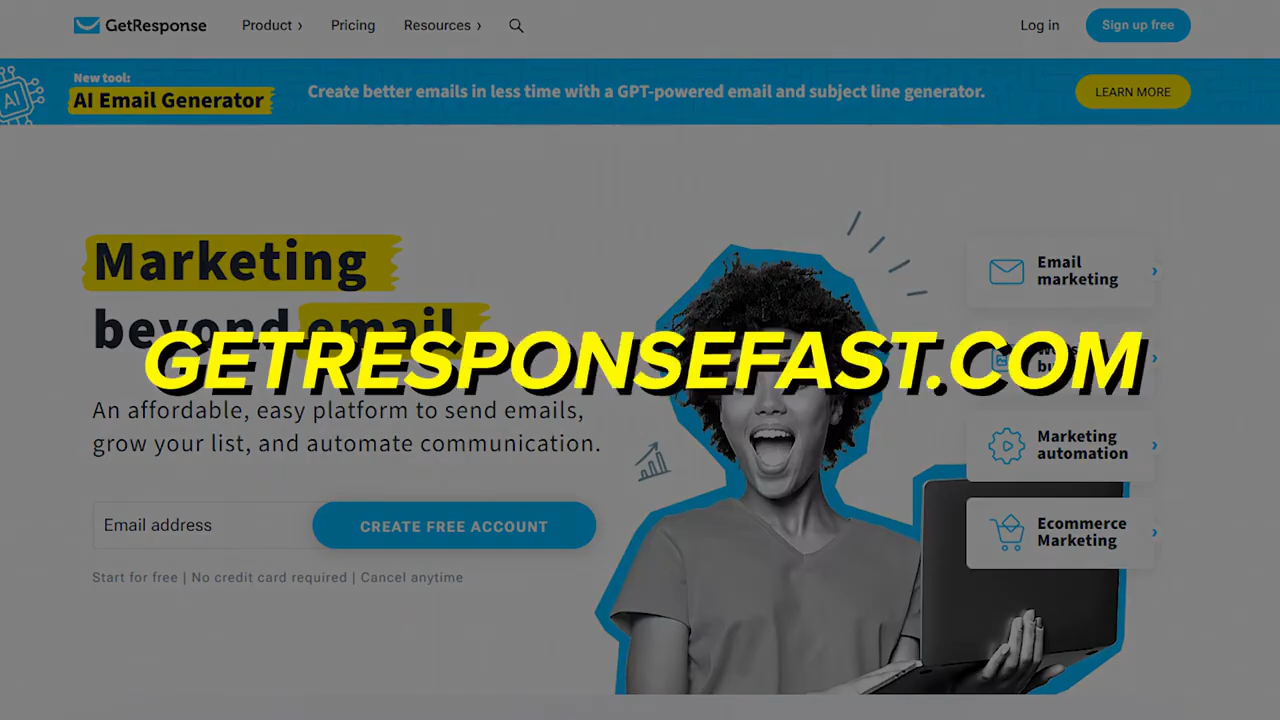 GetResponse
Product ›
Pricing
Resources ›
Log in
Sign up free
New tool:
AI Email Generator
AI
Create better emails in less time with a GPT-powered email and subject line generator.
LEARN MORE
Marketing
beyond email
GETRESPONSEFAST.COM
An affordable, easy platform to send emails,
grow your list, and automate communication.
Email address
CREATE FREE ACCOUNT
Start for free | No credit card required | Cancel anytime
Email
marketing
Marketing
automation
Ecommerce
Marketing